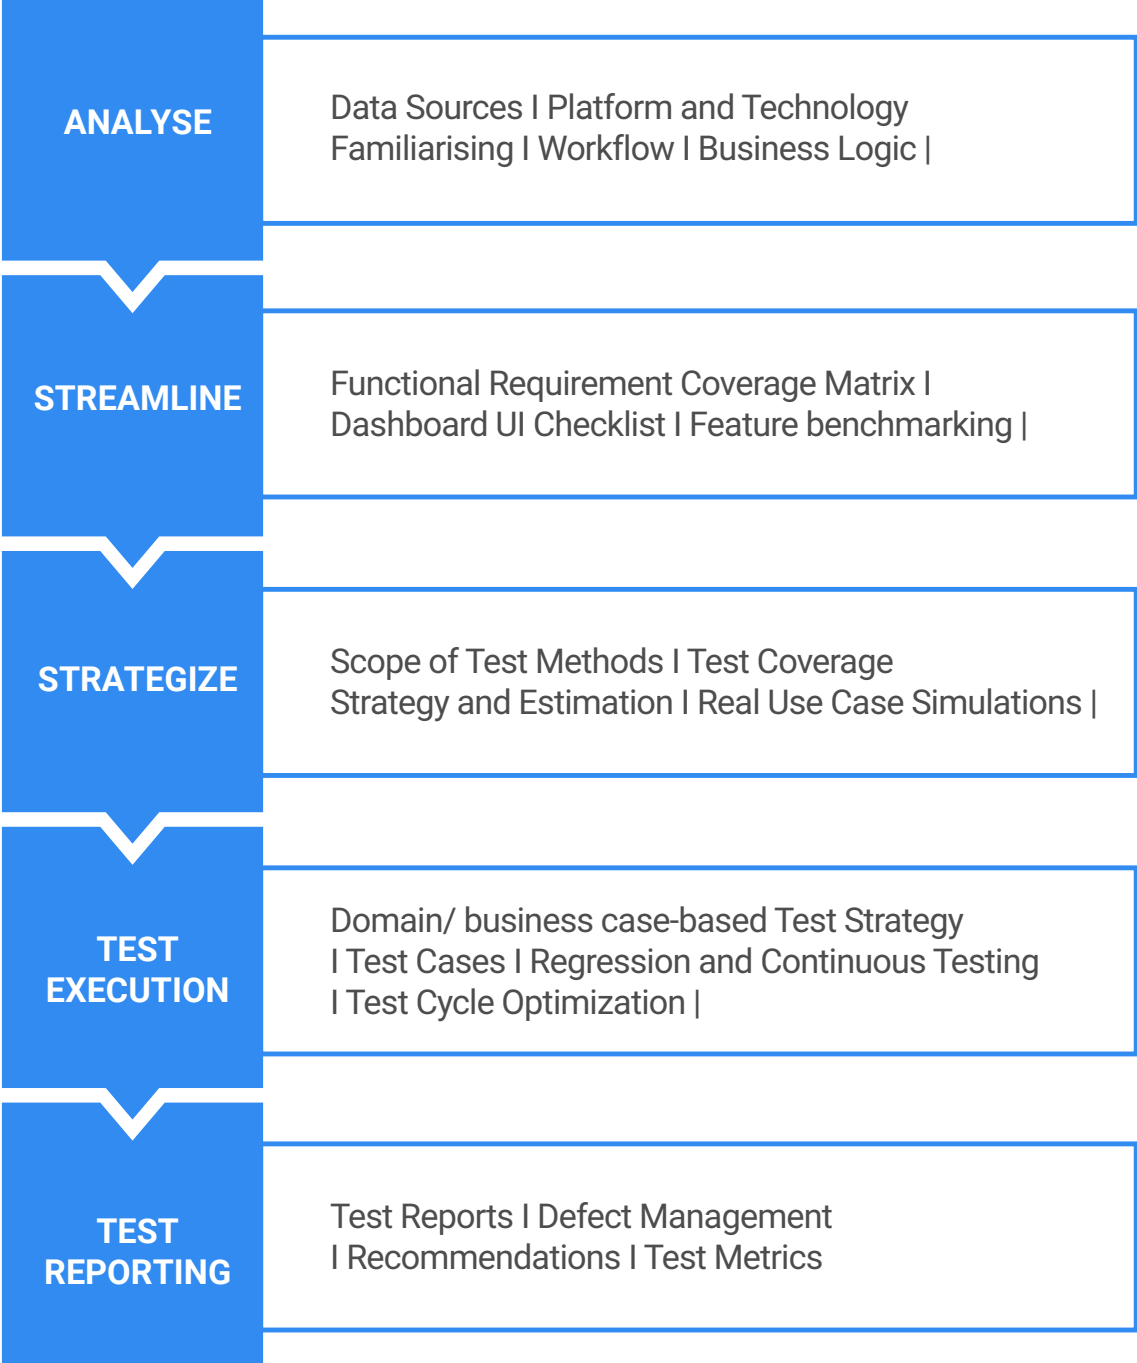 ANALYSE
Data Sources I Platform and Technology
Familiarising I Workflow I Business Logic |
STREAMLINE
Functional Requirement Coverage Matrix I
Dashboard UI Checklist I Feature benchmarking |
STRATEGIZE
Scope of Test Methods I Test Coverage
Strategy and Estimation I Real Use Case Simulations |
TEST
EXECUTION
Domain/ business case-based Test Strategy
I Test Cases I Regression and Continuous Testing
I Test Cycle Optimization |
TEST
REPORTING
Test Reports I Defect Management
I Recommendations I Test Metrics